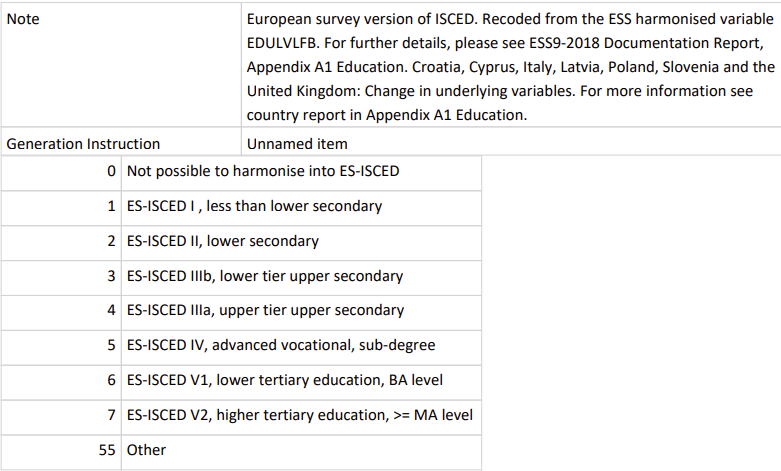 Note
European survey version of ISCED. Recoded from the ESS harmonised variable
EDULVLFB. For further details, please see ESS9-2018 Documentation Report,
Appendix A1 Education. Croatia, Cyprus, Italy, Latvia, Poland, Slovenia and the
United Kingdom: Change in underlying variables. For more information see
country report in Appendix A1 Education.
Generation Instruction Unnamed item
0 Not possible to harmonise into ES-ISCED
1 ES-ISCED I , less than lower secondary
2 ES-ISCED II, lower secondary
3 ES-ISCED IIIb, lower tier upper secondary
4 ES-ISCED IIIa, upper tier upper secondary
5 ES-ISCED IV, advanced vocational, sub-degree
6 ES-ISCED V1, lower tertiary education, BA level
7 ES-ISCED V2, higher tertiary education, >= MA level
55 Other